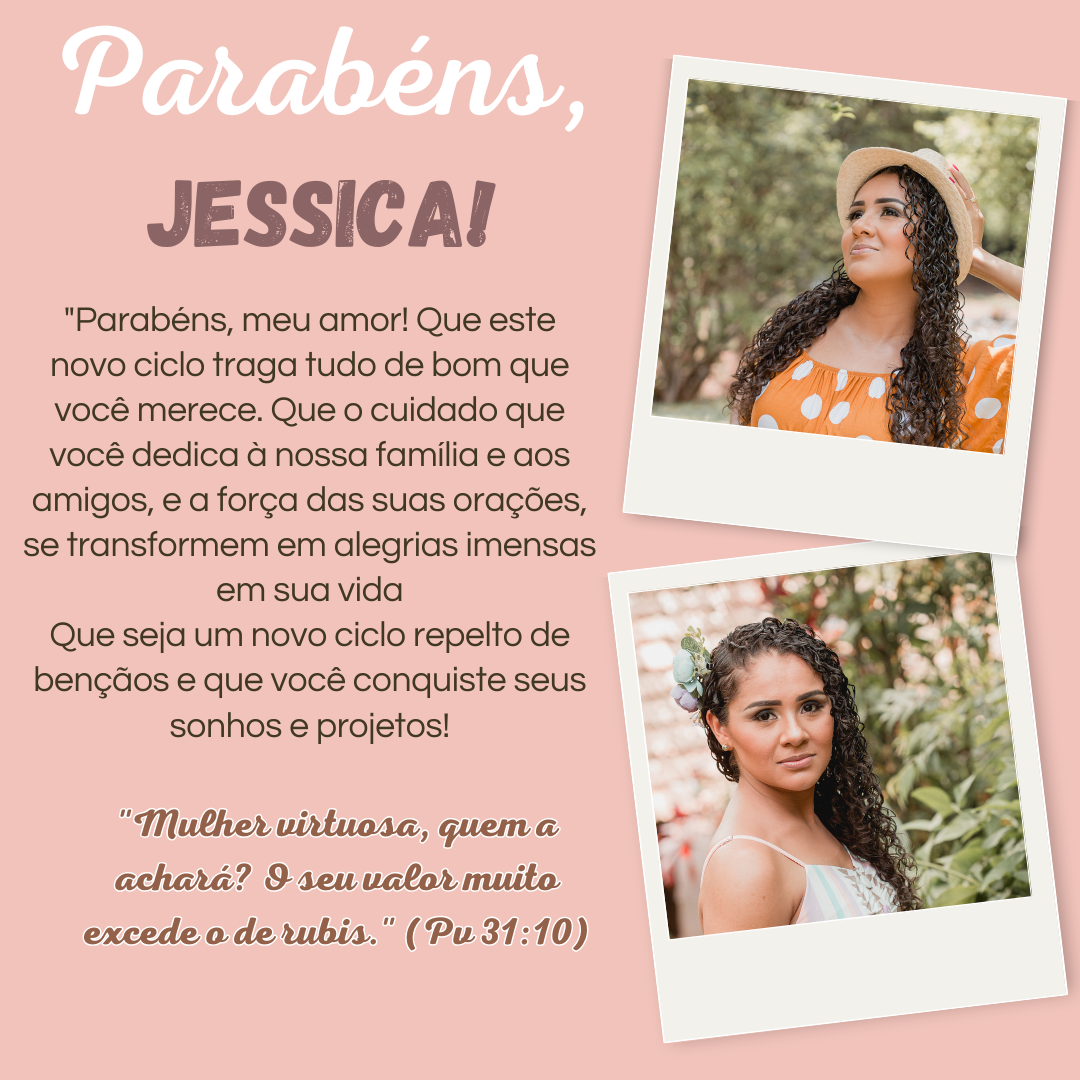 Parabéns,
JESSICA!
"Parabéns, meu amor! Que este
novo ciclo traga tudo de bom que
você merece. Que o cuidado que
você dedica à nossa família e aos
amigos, e a força das suas orações,
se transformem em alegrias imensas
em sua vida
Que seja um novo ciclo repelto de
bençãos e que você conquiste seus
sonhos e projetos!
"Mulher virtuosa, quem a
achará? O seu valor muito
excede o de rubis." (Pv 31:10)